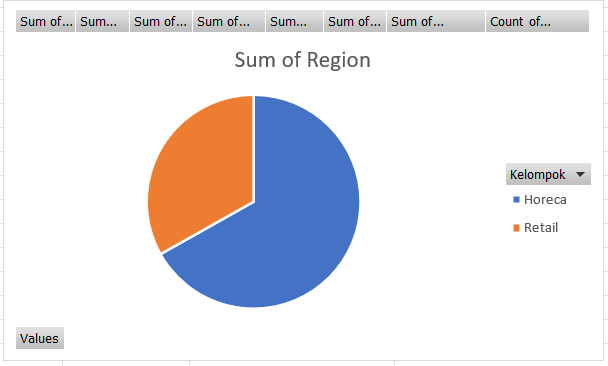 Sum of... Sum... Sum of... Sum of... Sum... Sum of... Sum of... Count of...
Sum of Region
Kelompok
Horeca
Retail
Values